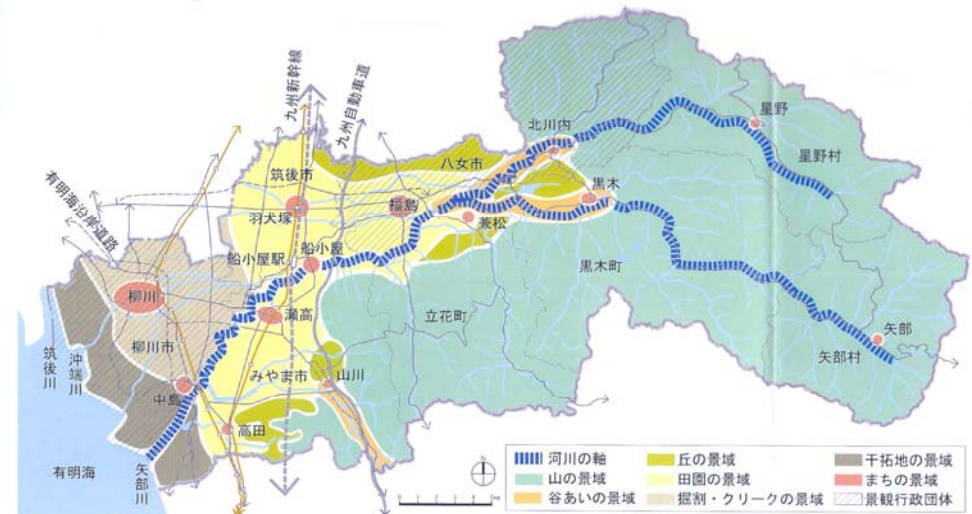 九州新幹線
九州自動車道
北川内
星野
星野村
八女市
筑後市
羽犬塚
福島
黒木
兼松
有明海沿岸道路
船小屋
船小屋駅
黒木町
柳川
瀬高
立花町
柳川市
矢部
矢部村
筑後川
沖端川
みやま市
山川
中島
高田
有明海
矢部川
N
河川の軸
丘の景域
干拓地の景域
山の景域
田園の景域
まちの景域
谷あいの景域
掘割・クリークの景域
景観行政団体